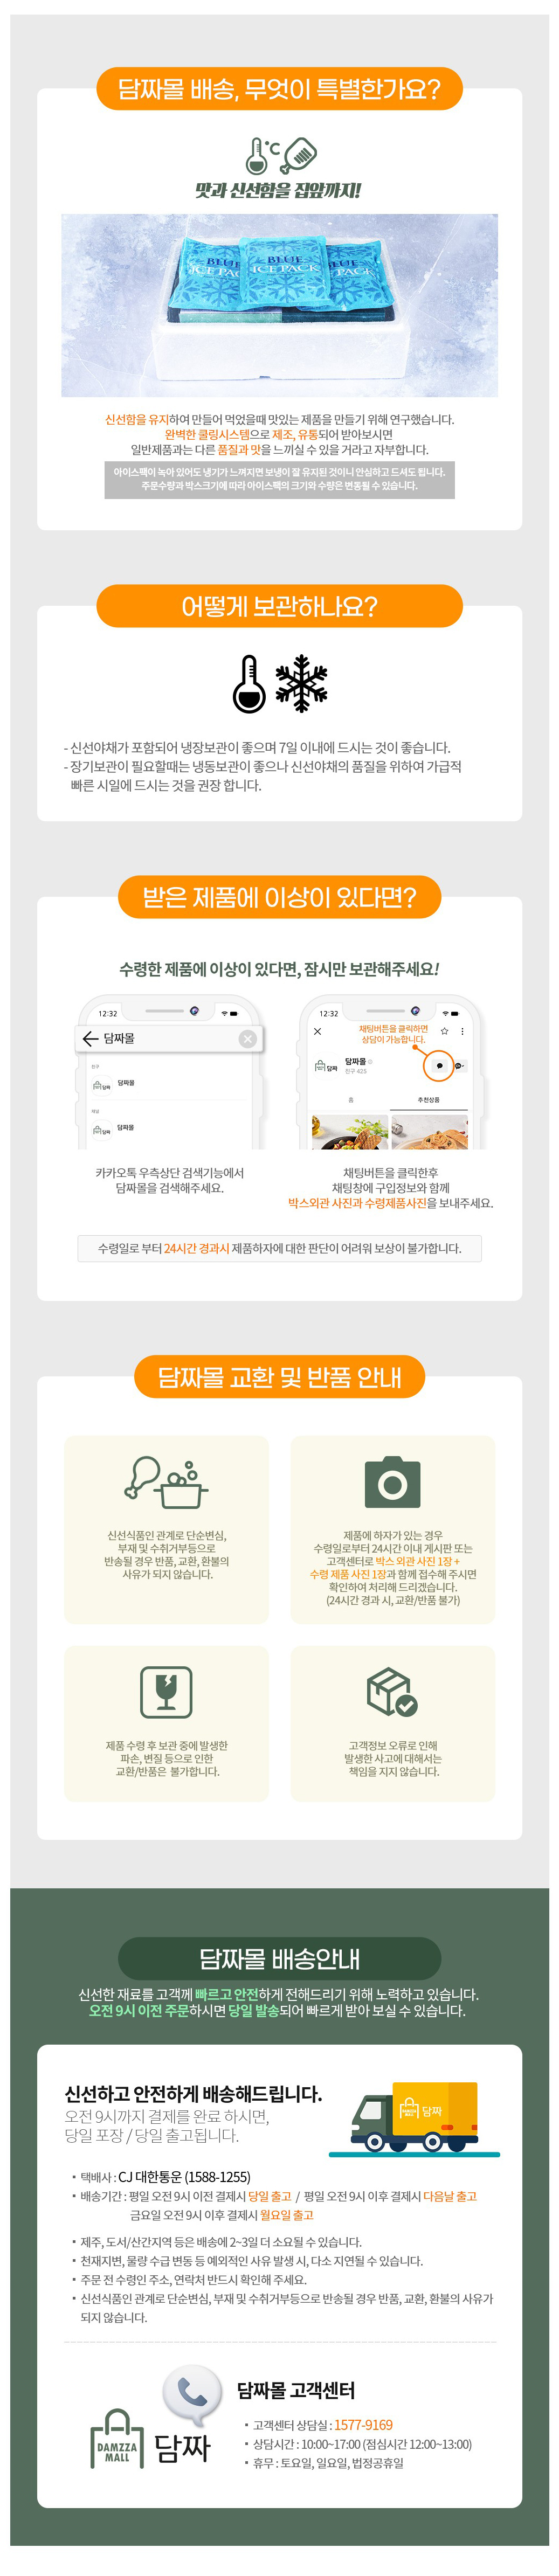 담짜몰 배송, 무엇이 특별한가요?
°C
맛과 신선함을 집앞까지!
BLUE
ICE PACK
BLUE
ICE PACK
BLUE
ICE PACK
신선함을 유지하여 만들어 먹었을때 맛있는 제품을 만들기 위해 연구했습니다.
완벽한 쿨링시스템으로 제조, 유통되어 받아보시면
일반제품과는 다른 품질과 맛을 느끼실 수 있을 거라고 자부합니다.
아이스팩이 녹아 있어도 냉기가 느껴지면 보냉이 잘 유지된 것이니 안심하고 드셔도 됩니다.
주문수량과 박스크기에 따라 아이스팩의 크기와 수량은 변동될 수 있습니다.
어떻게 보관하나요?
- 신선야채가 포함되어 냉장보관이 좋으며 7일 이내에 드시는 것이 좋습니다.
- 장기보관이 필요할때는 냉동보관이 좋으나 신선야채의 품질을 위하여 가급적
빠른 시일에 드시는 것을 권장 합니다.
받은 제품에 이상이 있다면?
수령한 제품에 이상이 있다면, 잠시만 보관해주세요!
12:32
담짜몰
친구
담짜
담짜몰
채널
담짜
담짜몰
12:32
채팅버튼을 클릭하면
상담이 가능합니다.
담짜
담짜몰
친구 425
홈
추천상품
카카오톡 우측상단 검색기능에서
담짜몰을 검색해주세요.
채팅버튼을 클릭한후
채팅창에 구입정보와 함께
박스외관 사진과 수령제품사진을 보내주세요.
수령일로 부터 24시간 경과시 제품하자에 대한 판단이 어려워 보상이 불가합니다.
담짜몰 교환 및 반품 안내
신선식품인 관계로 단순변심,
부재 및 수취거부등으로
반송될 경우 반품, 교환, 환불의
사유가 되지 않습니다.
제품에 하자가 있는 경우
수령일로부터 24시간 이내 게시판 또는
고객센터로 박스 외관 사진 1장 +
수령 제품 사진 1장과 함께 접수해 주시면
확인하여 처리해 드리겠습니다.
(24시간 경과 시, 교환/반품 불가)
제품 수령 후 보관 중에 발생한
파손, 변질 등으로 인한
교환/반품은 불가합니다.
고객정보 오류로 인해
발생한 사고에 대해서는
책임을 지지 않습니다.
담짜몰 배송안내
신선한 재료를 고객께 빠르고 안전하게 전해드리기 위해 노력하고 있습니다.
오전 9시 이전 주문하시면 당일 발송되어 빠르게 받아 보실 수 있습니다.
신선하고 안전하게 배송해드립니다.
오전 9시까지 결제를 완료 하시면,
당일 포장 / 당일 출고됩니다.
담짜
▪ 택배사 : CJ 대한통운 (1588-1255)
▪ 배송기간 : 평일 오전 9시 이전 결제시 당일 출고 / 평일 오전 9시 이후 결제시 다음날 출고
금요일 오전 9시 이후 결제시 월요일 출고
▪ 제주, 도서/산간지역 등은 배송에 2~3일 더 소요될 수 있습니다.
▪ 천재지변, 물량 수급 변동 등 예외적인 사유 발생 시, 다소 지연될 수 있습니다.
▪ 주문 전 수령인 주소, 연락처 반드시 확인해 주세요.
▪ 신선식품인 관계로 단순변심, 부재 및 수취거부등으로 반송될 경우 반품, 교환, 환불의 사유가
되지 않습니다.
DAMZZA
MALL
담짜
담짜몰 고객센터
▪ 고객센터 상담실 : 1577-9169
▪ 상담시간 : 10:00~17:00 (점심시간 12:00~13:00)
▪ 휴무 : 토요일, 일요일, 법정공휴일